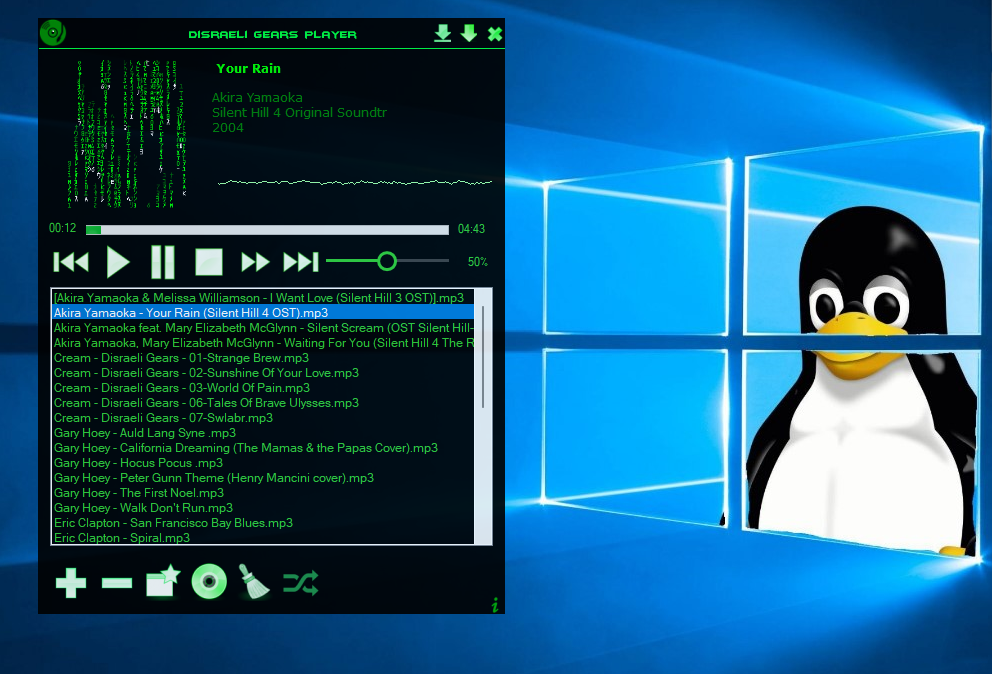 DISRAELI GEARS PLAYER
Your Rain
Akira Yamaoka
Silent Hill 4 Original Soundtr
2004
00:12
04:43
50%
[Akira Yamaoka & Melissa Williamson - I Want Love (Silent Hill 3 OST)].mp3
Akira Yamaoka - Your Rain (Silent Hill 4 OST).mp3
Akira Yamaoka feat. Mary Elizabeth McGlynn - Silent Scream (OST Silent Hill-
Akira Yamaoka, Mary Elizabeth McGlynn - Waiting For You (Silent Hill 4 The R
Cream - Disraeli Gears - 01-Strange Brew.mp3
Cream - Disraeli Gears - 02-Sunshine Of Your Love.mp3
Cream - Disraeli Gears - 03-World Of Pain.mp3
Cream - Disraeli Gears - 06-Tales Of Brave Ulysses.mp3
Cream - Disraeli Gears - 07-Swlabr.mp3
Gary Hoey - Auld Lang Syne .mp3
Gary Hoey - California Dreaming (The Mamas & the Papas Cover).mp3
Gary Hoey - Hocus Pocus .mp3
Gary Hoey - Peter Gunn Theme (Henry Mancini cover).mp3
Gary Hoey - The First Noel.mp3
Gary Hoey - Walk Don't Run.mp3
Eric Clapton - San Francisco Bay Blues.mp3
Eric Clapton - Spiral.mp3
i